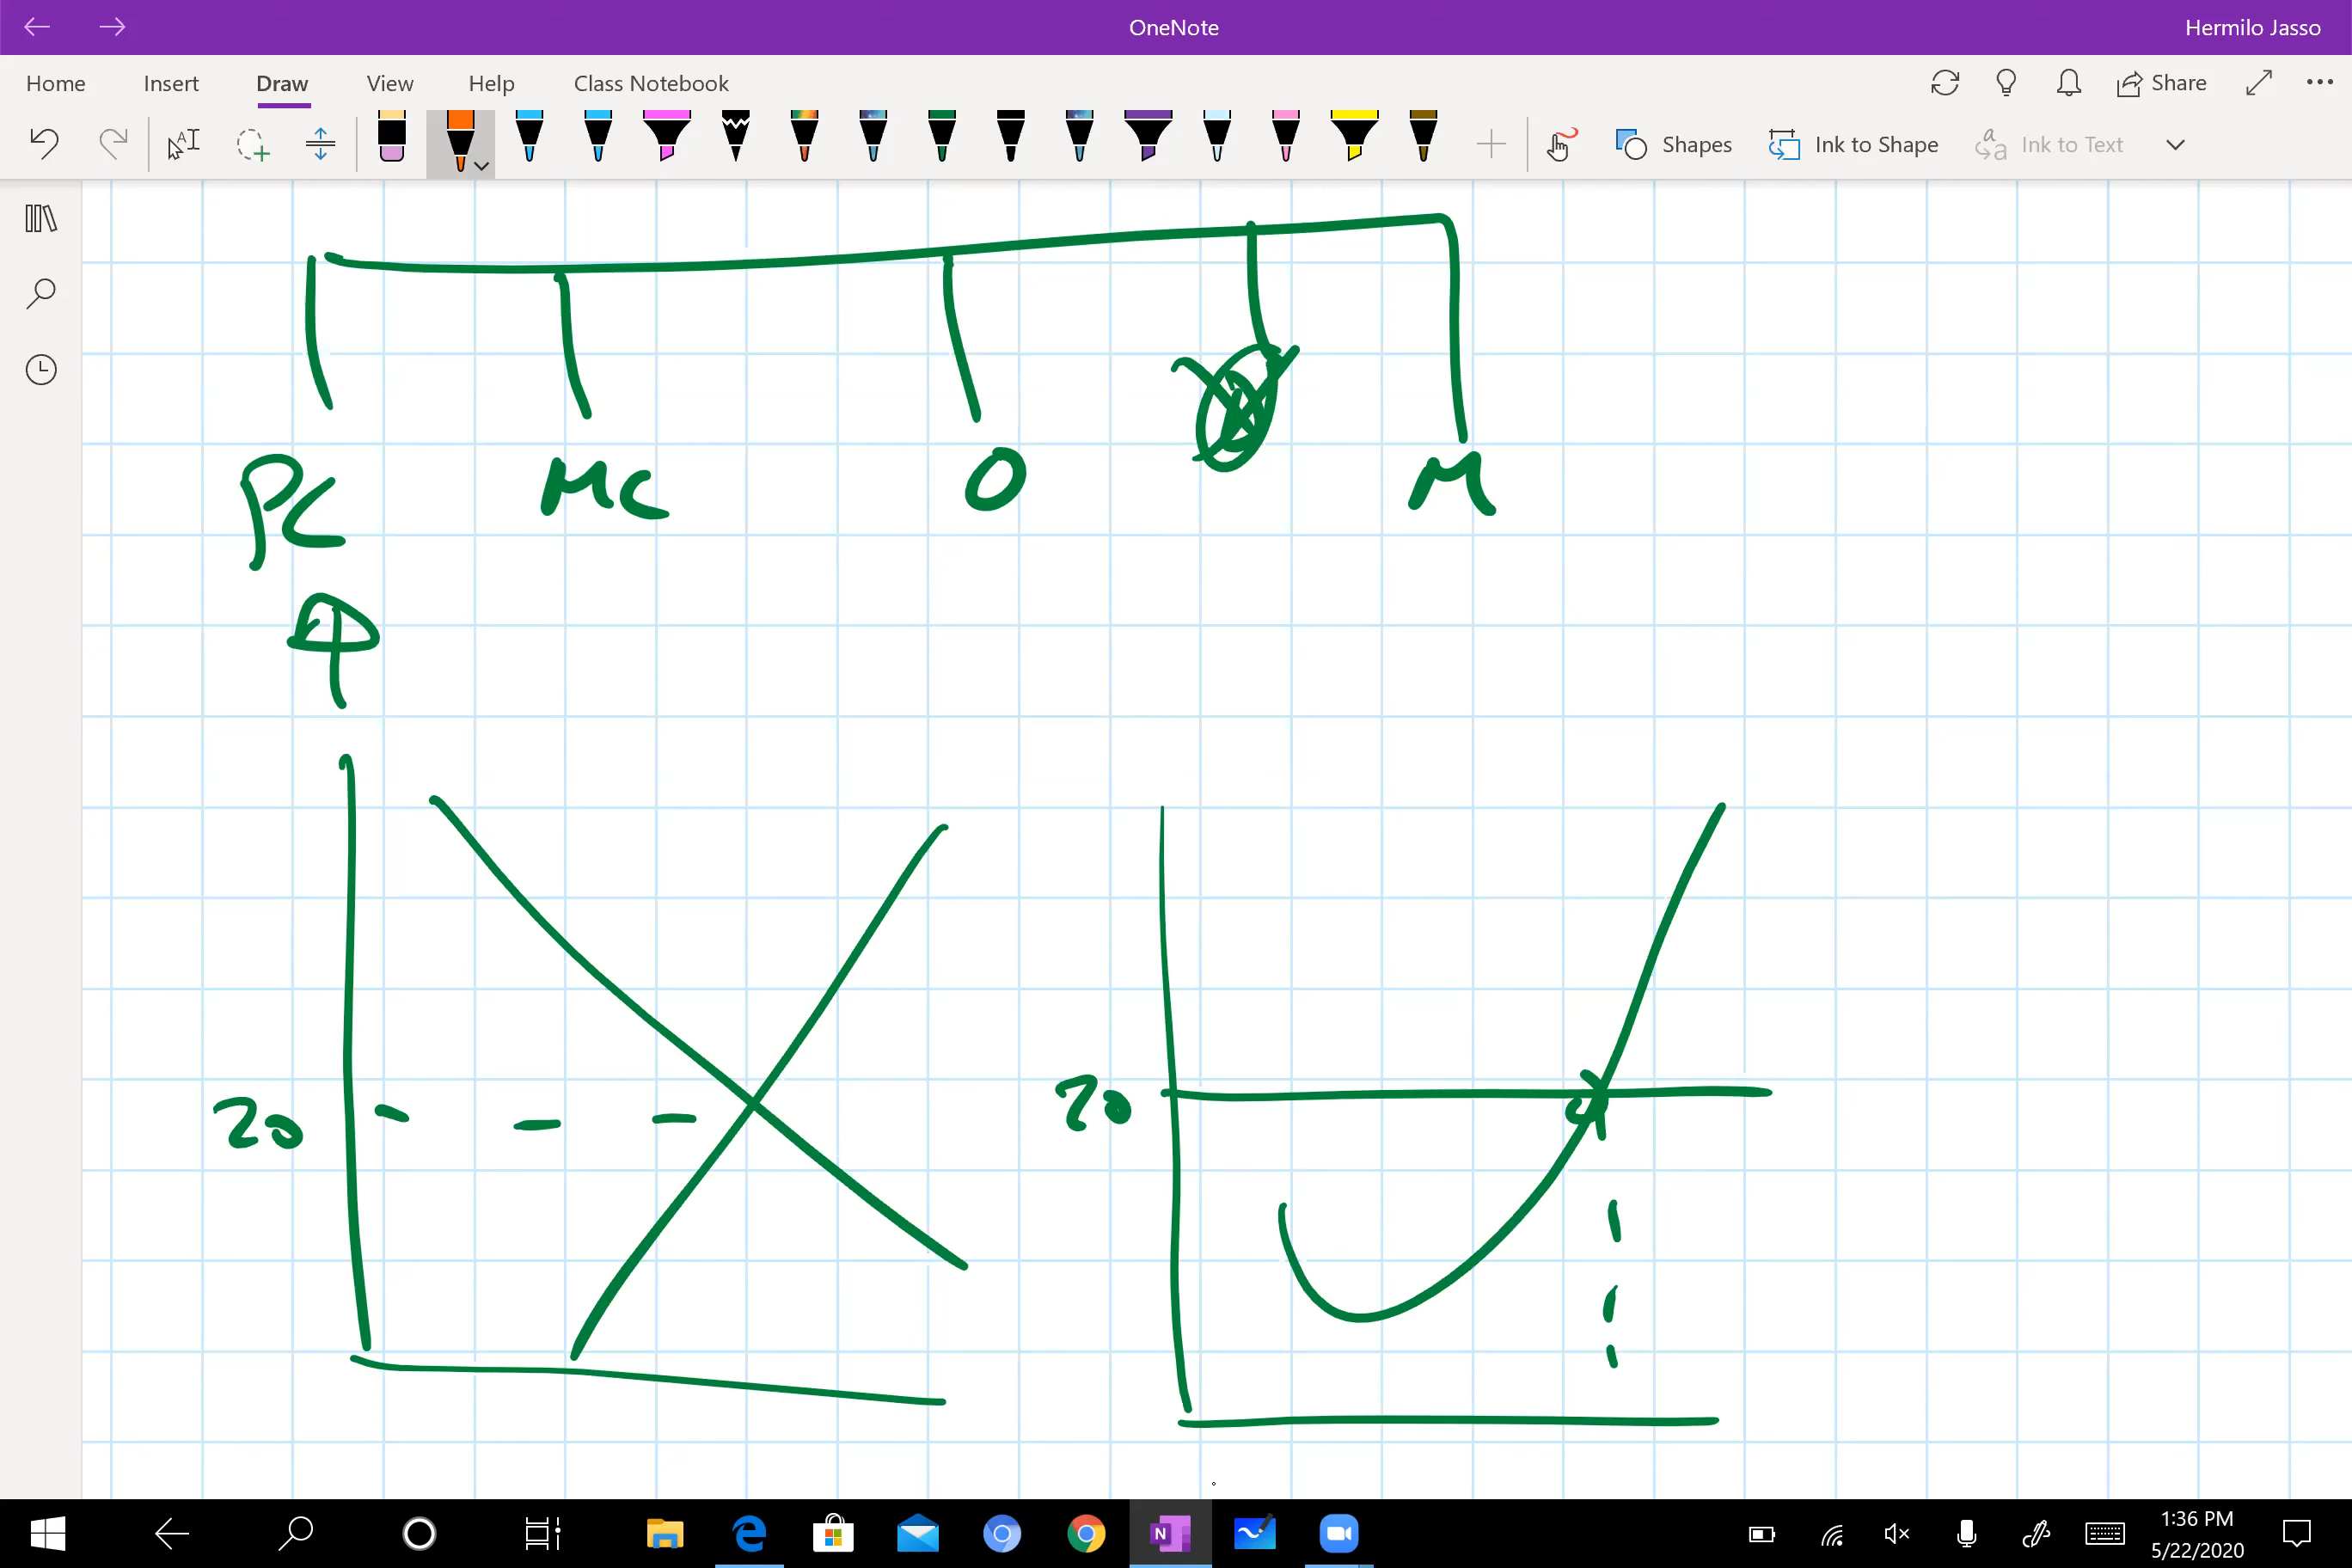 OneNote
Hermilo Jasso
Home Insert Draw View Help Class Notebook
Share
Shapes Ink to Shape Ink to Text
PC MC O M
20 20
1:36 PM
5/22/2020